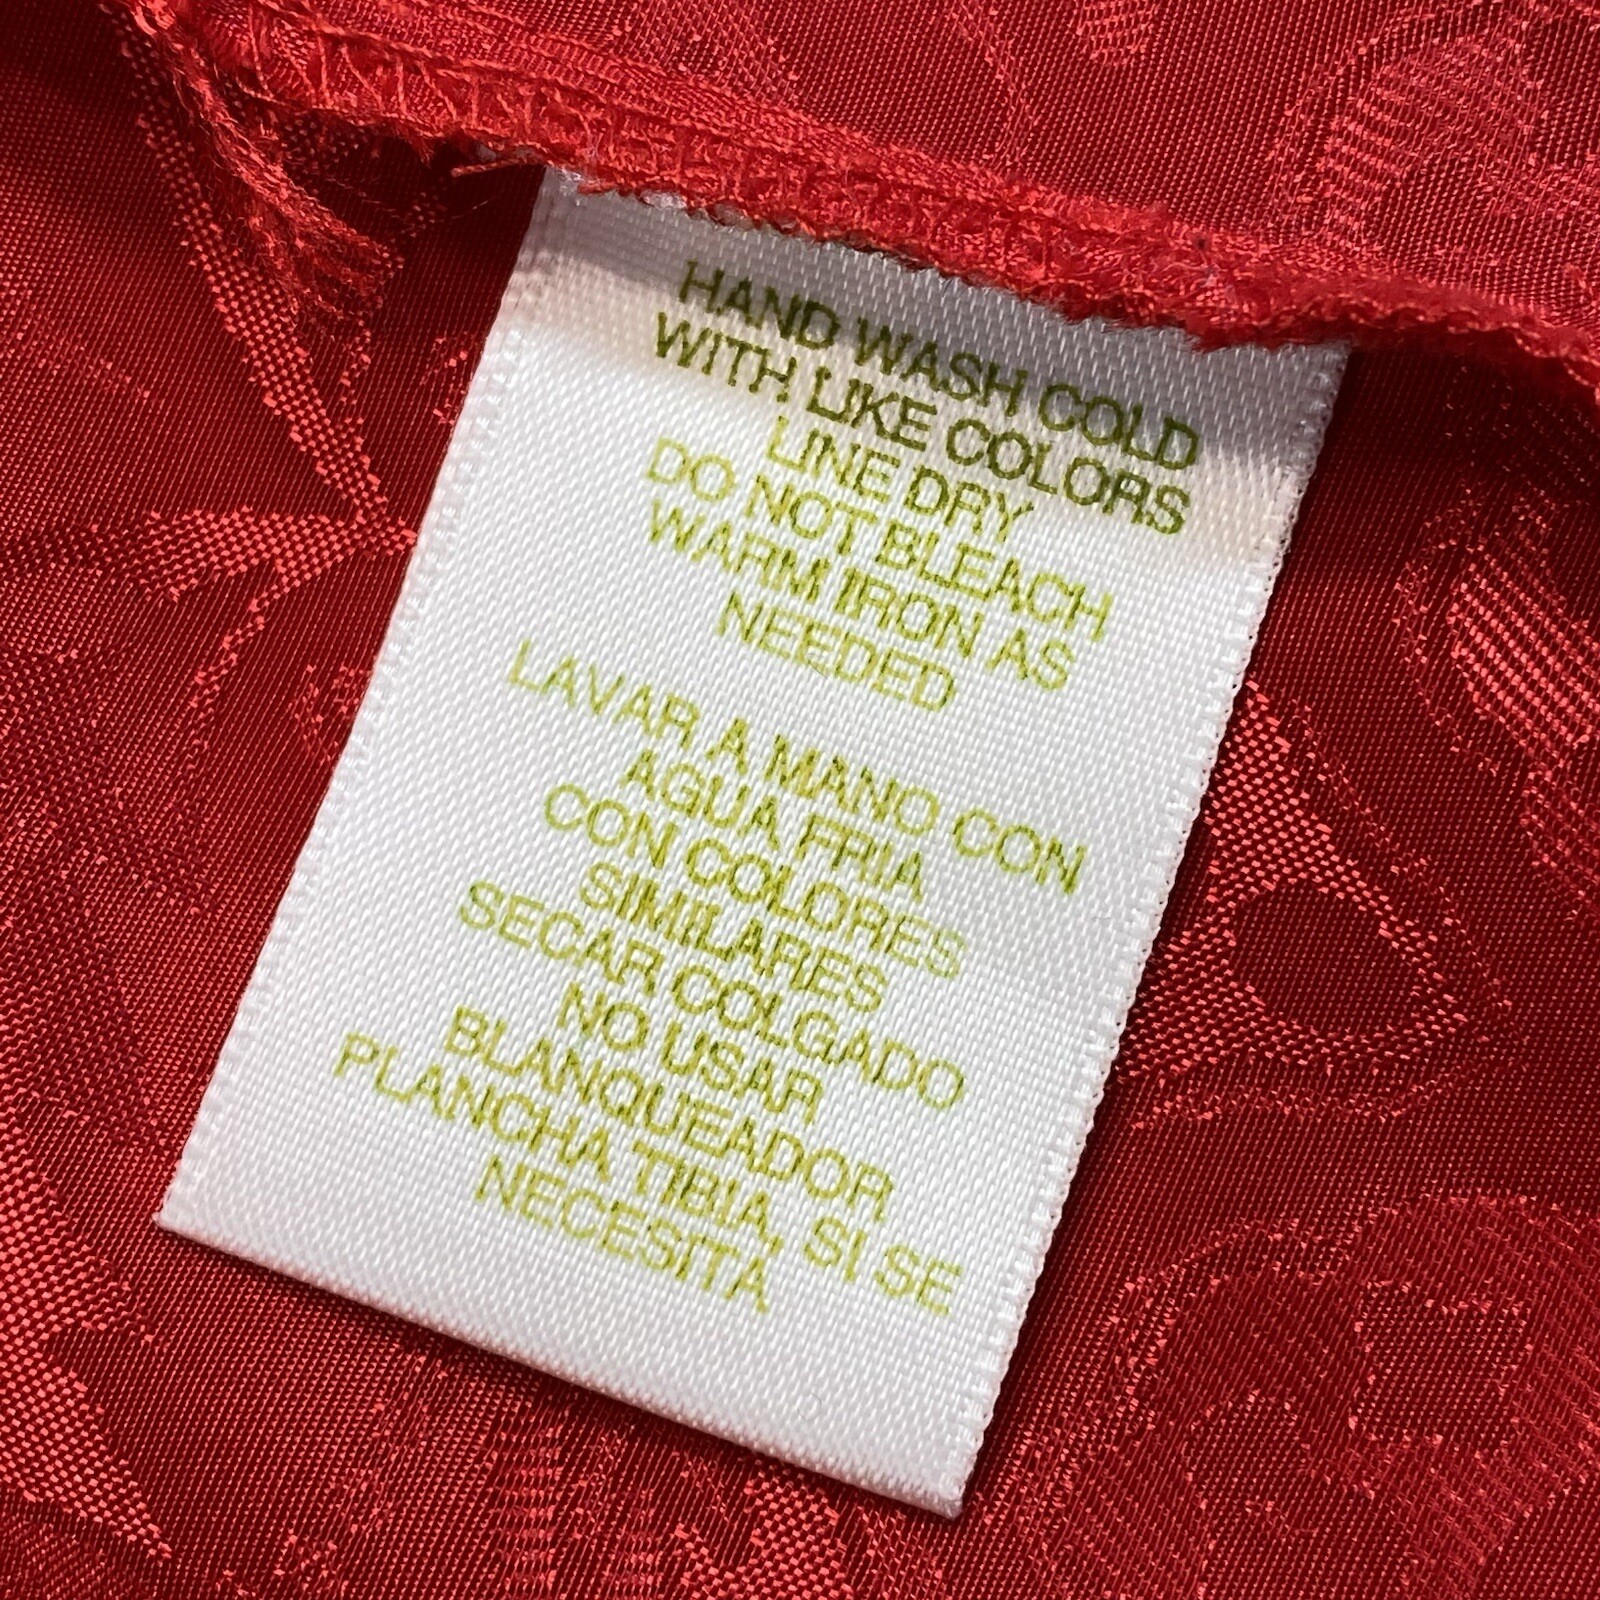 HAND WASH COLD
WITH LIKE COLORS
LINE DRY
DO NOT BLEACH
WARM IRON AS
NEEDED
LAVAR A MANO CON
AGUA FRIA
CON COLORES
SIMILARES
SECAR COLGADO
NO USAR
BLANQUEADOR
PLANCHA TIBIA, SI SE
NECESITA